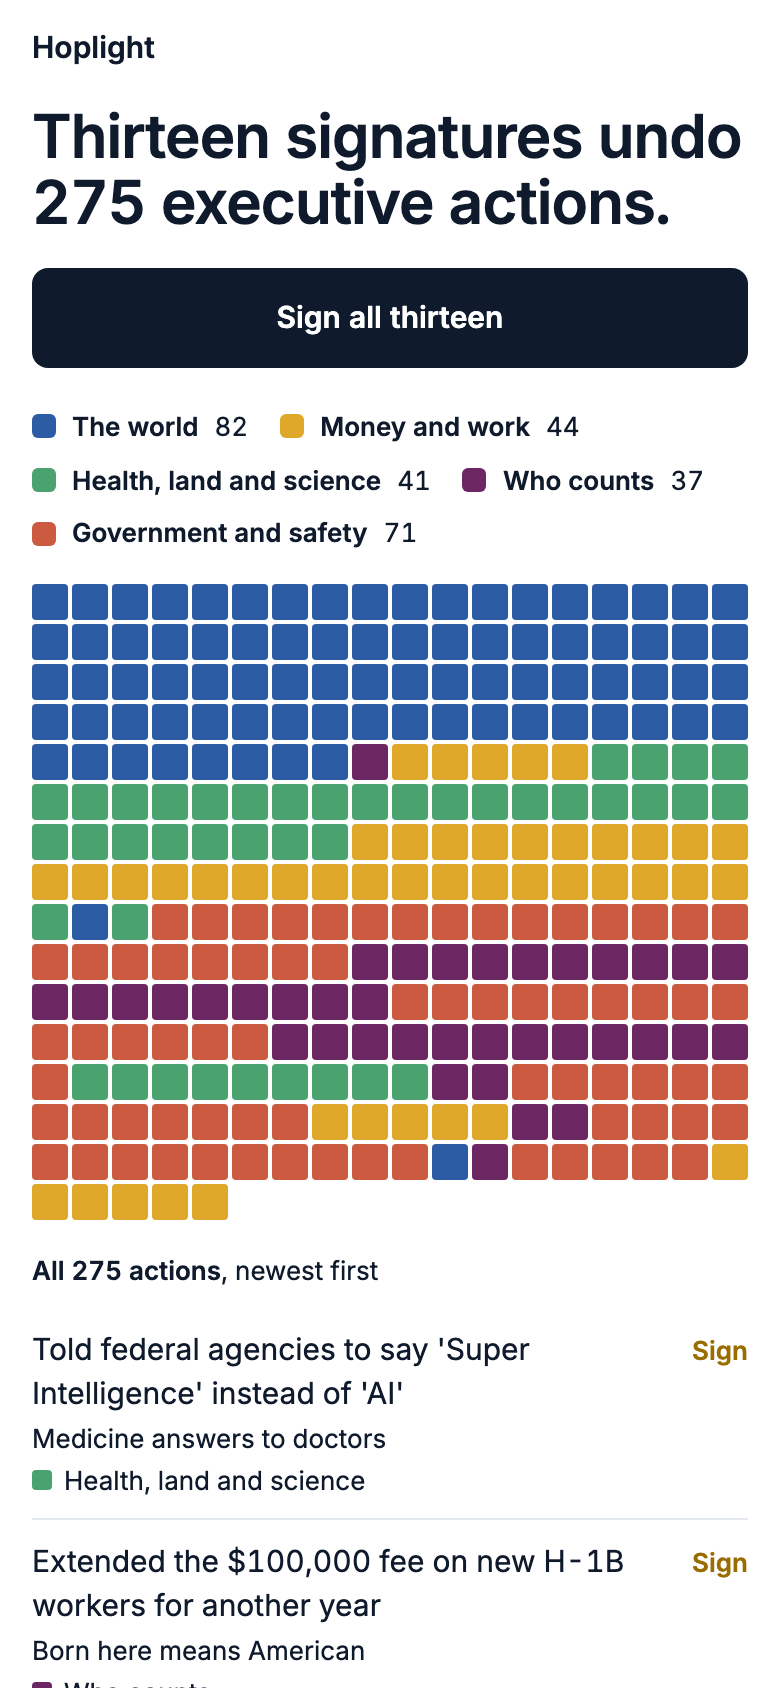 Hoplight
Thirteen signatures undo
275 executive actions.
Sign all thirteen
The world 82 Money and work 44
Health, land and science 41 Who counts 37
Government and safety 71
All 275 actions, newest first
Told federal agencies to say 'Super Sign
Intelligence' instead of 'AI'
Medicine answers to doctors
Health, land and science
Extended the $100,000 fee on new H-1B Sign
workers for another year
Born here means American
Who counts